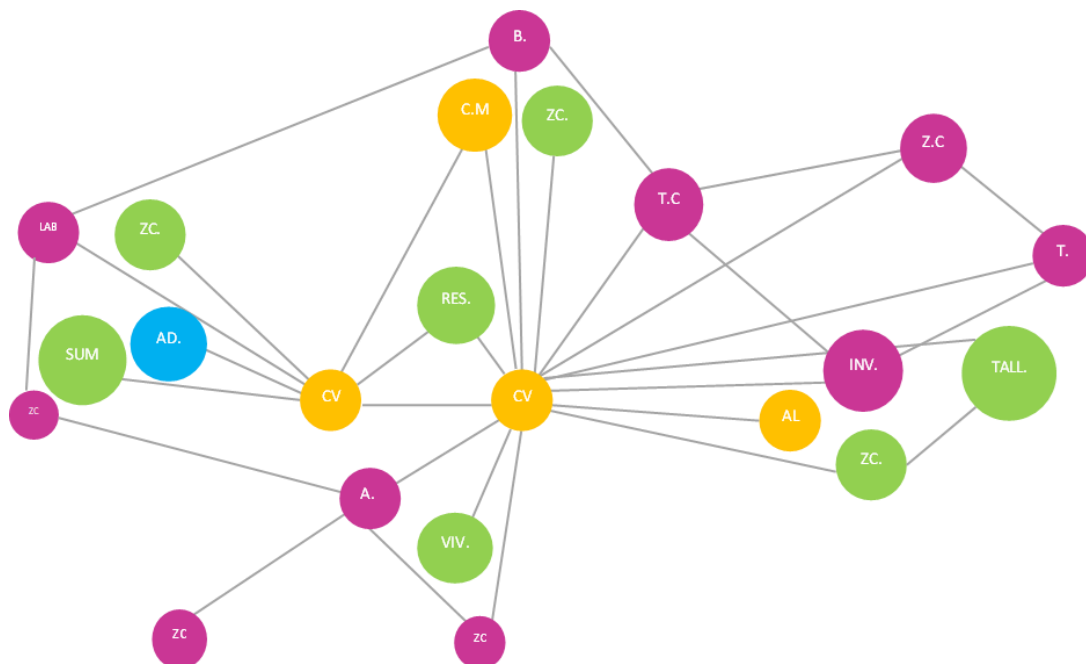 B.
C.M
ZC.
Z.C
T.C
LAB
ZC.
T.
RES.
AD.
SUM
INV.
TALL.
CV
CV
AL
ZC
ZC.
A.
VIV.
ZC
ZC